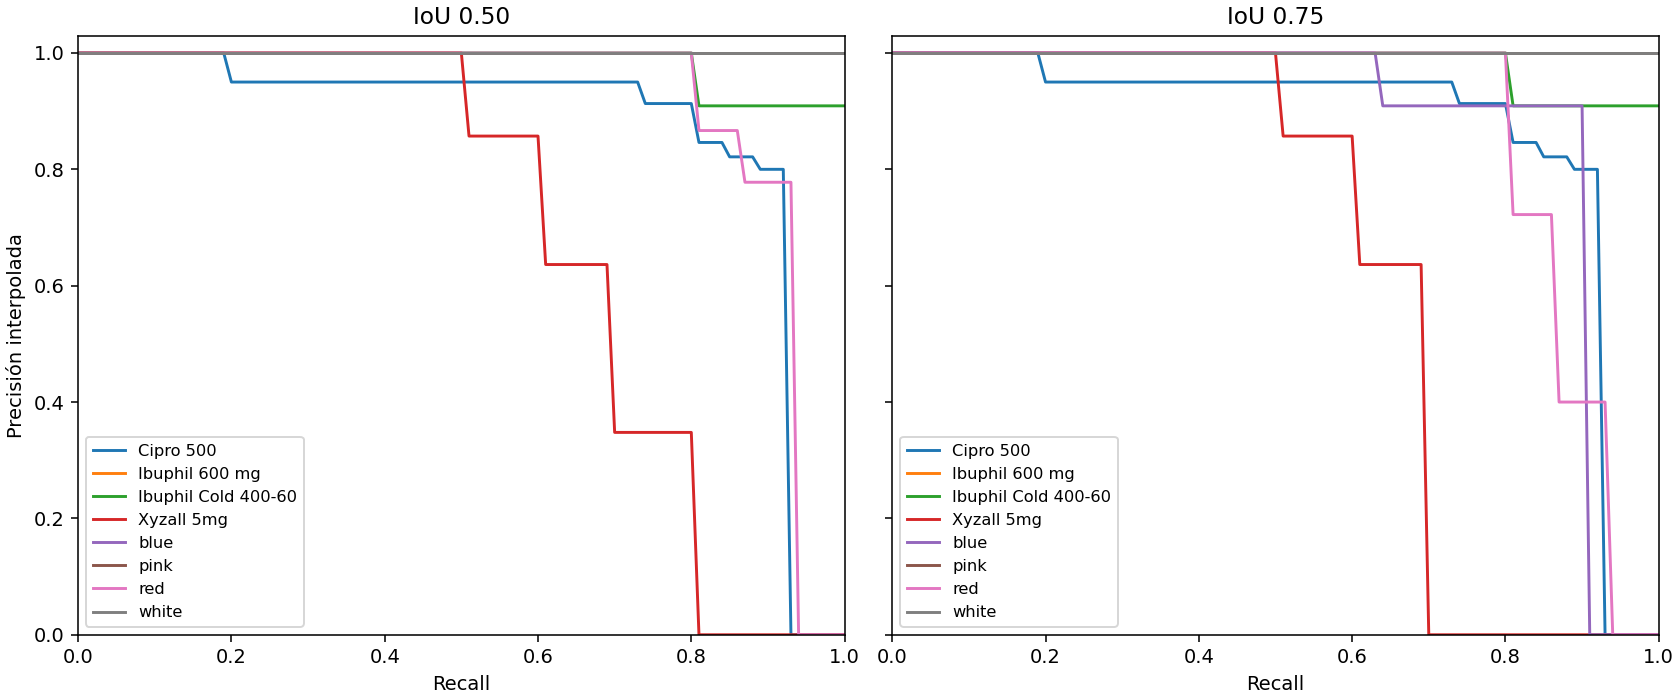 IoU 0.50
Precisión interpolada
1.0
0.8
0.6
0.4
0.2
0.0
Cipro 500
Ibuphil 600 mg
Ibuphil Cold 400-60
Xyzall 5mg
blue
pink
red
white
0.0 0.2 0.4 0.6 0.8 1.0
Recall
IoU 0.75
Cipro 500
Ibuphil 600 mg
Ibuphil Cold 400-60
Xyzall 5mg
blue
pink
red
white
0.0 0.2 0.4 0.6 0.8 1.0
Recall